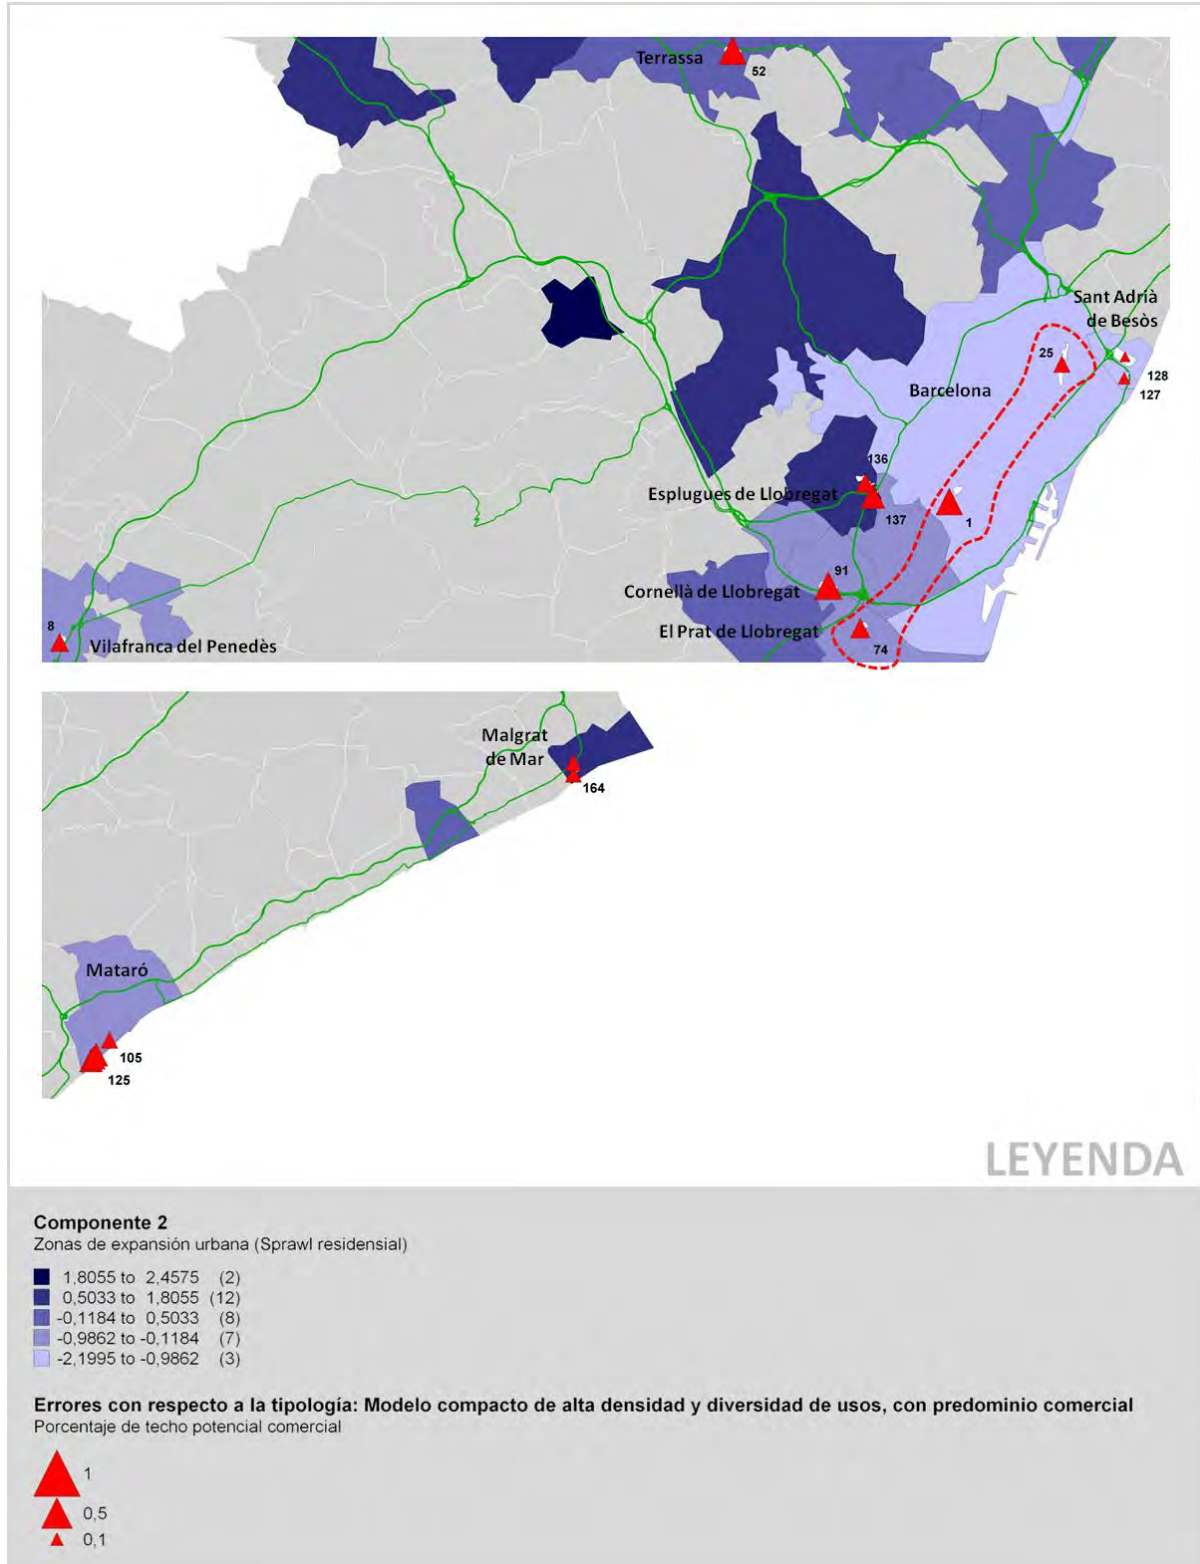 Terrassa
52
Sant Adrià
de Besòs
25
128
127
Barcelona
136
Esplugues de Llobregat
137
1
91
Cornellà de Llobregat
El Prat de Llobregat
74
8
Vilafranca del Penedès
Malgrat
de Mar
164
Mataró
105
125
LEYENDA
Componente 2
Zonas de expansión urbana (Sprawl residensial)
1,8055 to 2,4575 (2)
0,5033 to 1,8055 (12)
-0,1184 to 0,5033 (8)
-0,9862 to -0,1184 (7)
-2,1995 to -0,9862 (3)
Errores con respecto a la tipología: Modelo compacto de alta densidad y diversidad de usos, con predominio comercial
Porcentaje de techo potencial comercial
1
0,5
0,1